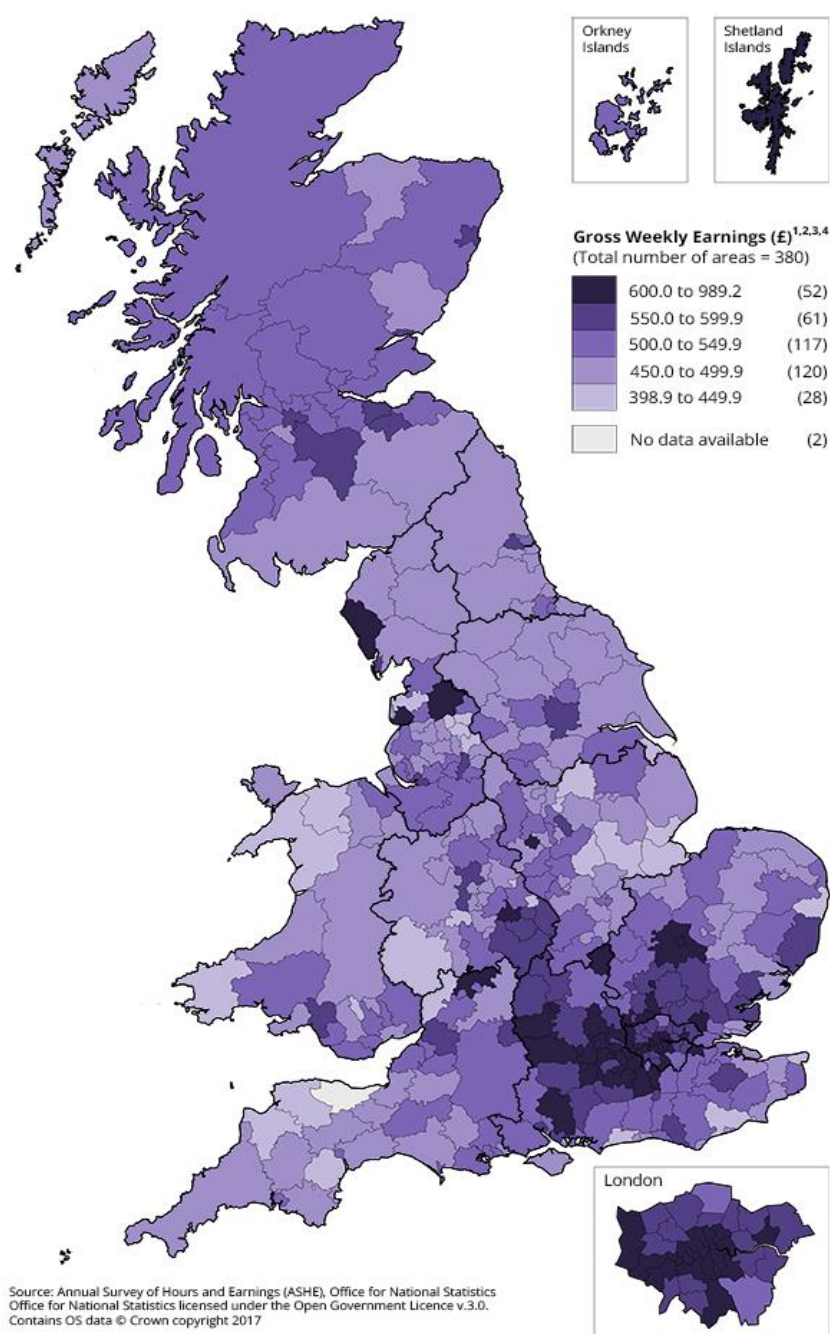 Orkney
Islands
Shetland
Islands
Gross Weekly Earnings (£)1,2,3,4
(Total number of areas = 380)
600.0 to 989.2 (52)
550.0 to 599.9 (61)
500.0 to 549.9 (117)
450.0 to 499.9 (120)
398.9 to 449.9 (28)
No data available (2)
London
Source: Annual Survey of Hours and Earnings (ASHE), Office for National Statistics
Office for National Statistics licensed under the Open Government Licence v.3.0.
Contains OS data © Crown copyright 2017